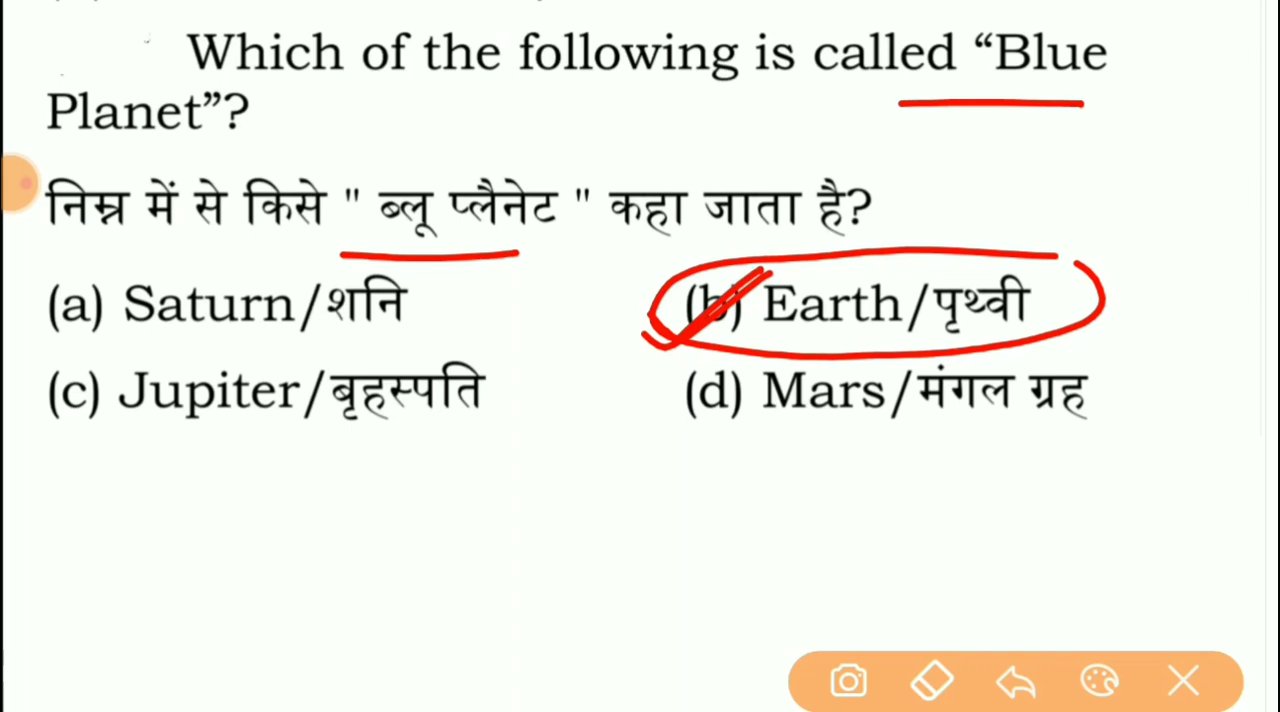 Which of the following is called “Blue
Planet”?
निम्न में से किसे " ब्लू प्लैनेट " कहा जाता है?
(a) Saturn/शनि (b) Earth/पृथ्वी
(c) Jupiter/बृहस्पति (d) Mars/मंगल ग्रह